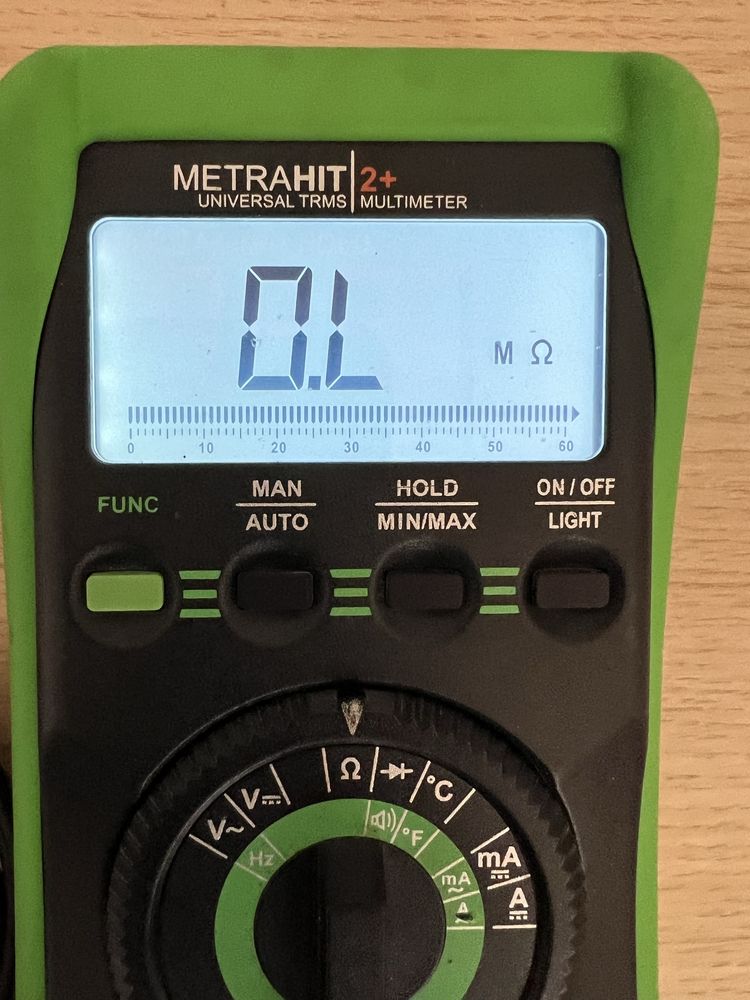 METRAHIT 2+
UNIVERSAL TRMS MULTIMETER
0.L
M Ω
0 10 20 30 40 50 60
FUNC
MAN
AUTO
HOLD
MIN/MAX
ON / OFF
LIGHT
V~
V⎓
Ω
°C
mA
A
Hz
°F
mA
~
A
~